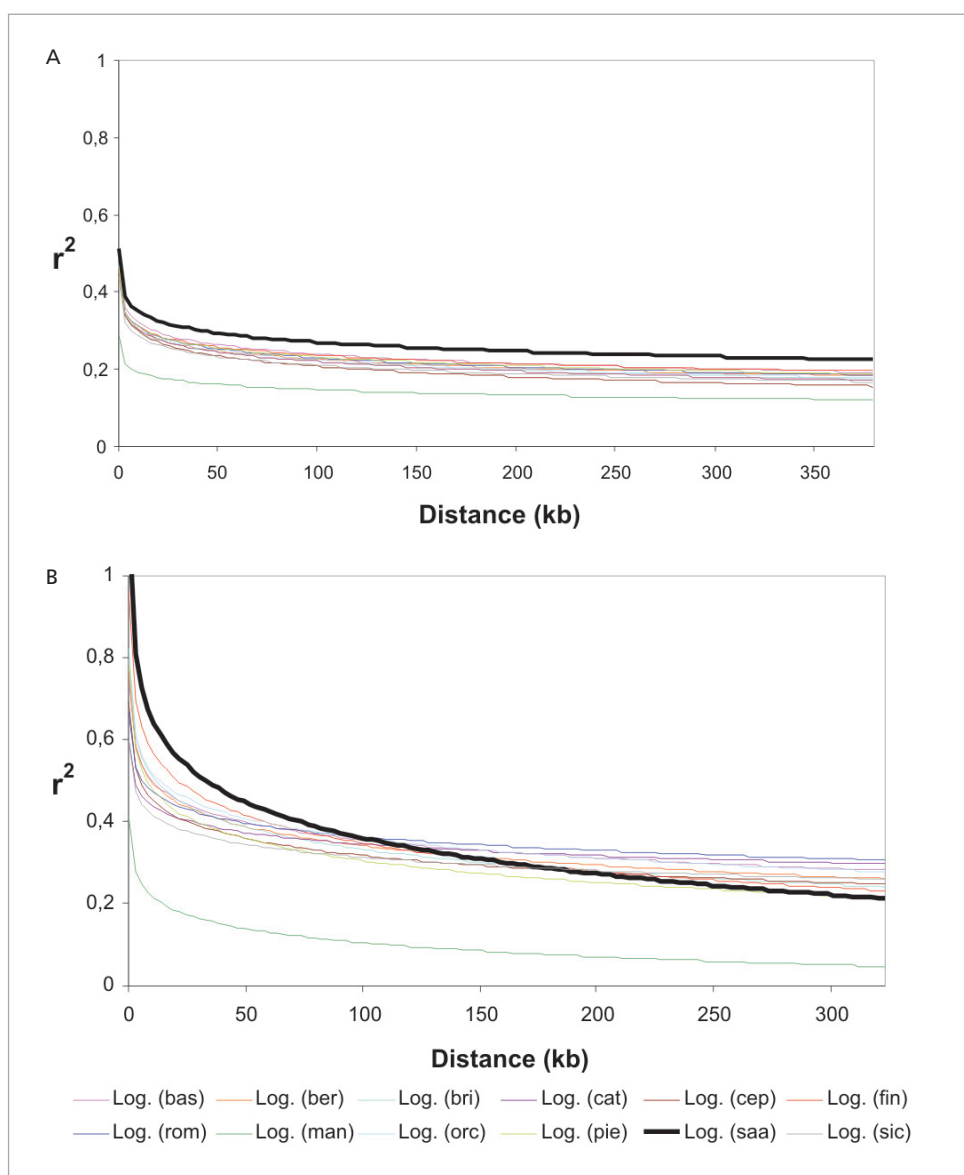 A
1
0,8
0,6
r²
0,4
0,2
0
0 50 100 150 200 250 300 350
Distance (kb)
B
1
0,8
0,6
r²
0,4
0,2
0
0 50 100 150 200 250 300
Distance (kb)
Log. (bas) Log. (ber) Log. (bri) Log. (cat) Log. (cep) Log. (fin)
Log. (rom) Log. (man) Log. (orc) Log. (pie) Log. (saa) Log. (sic)